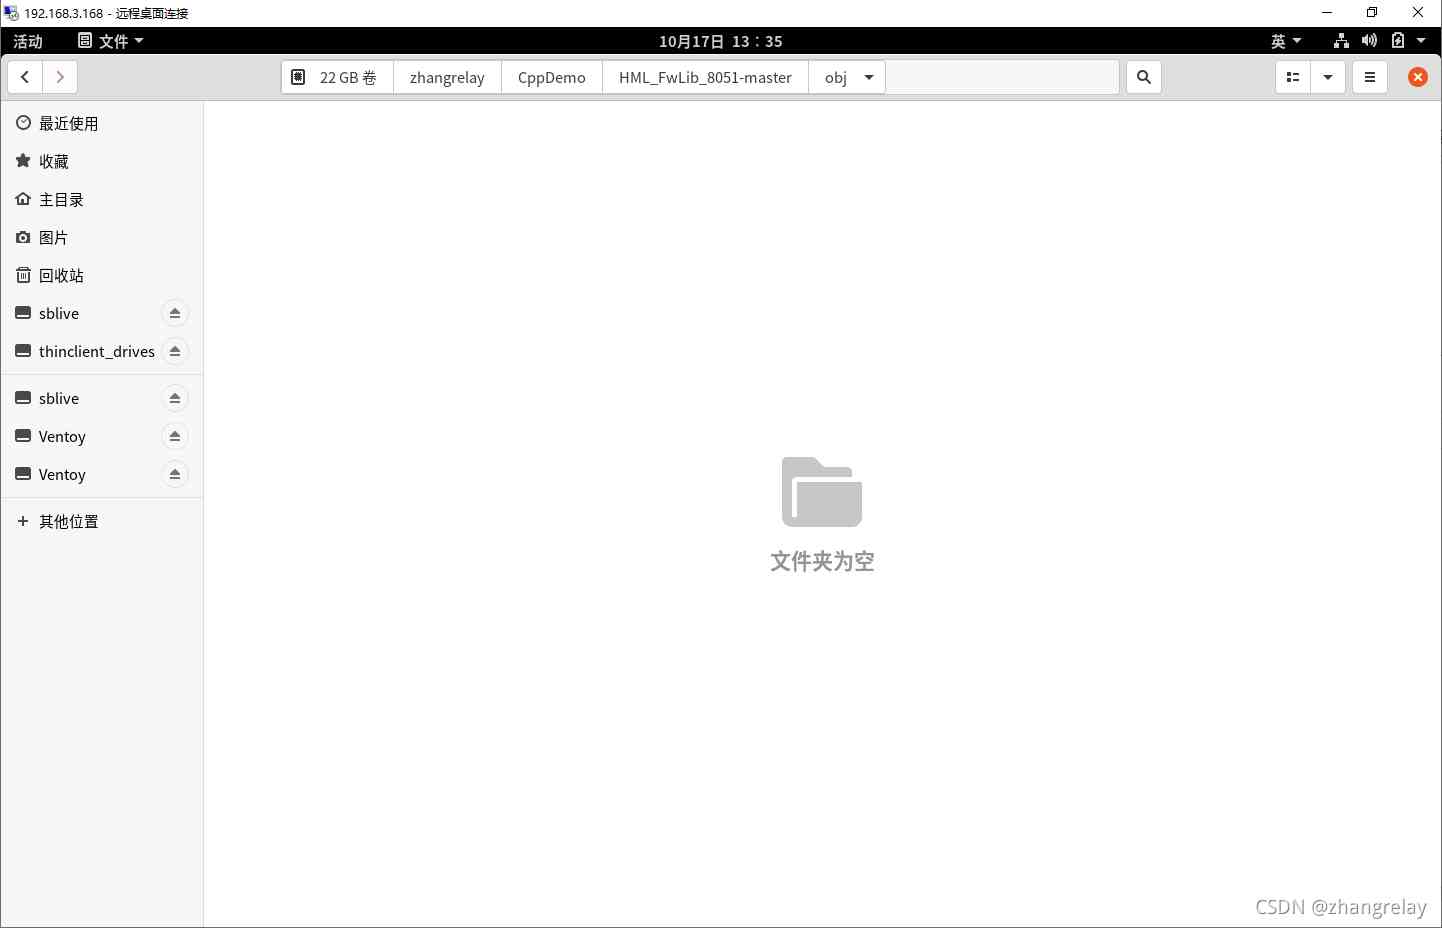 192.168.3.168 - 远程桌面连接
活动 文件 10月17日 13：35 英
22 GB 卷 zhangrelay CppDemo HML_FwLib_8051-master obj
最近使用
收藏
主目录
图片
回收站
sblive
thinclient_drives
sblive
Ventoy
Ventoy
其他位置
文件夹为空
CSDN @zhangrelay